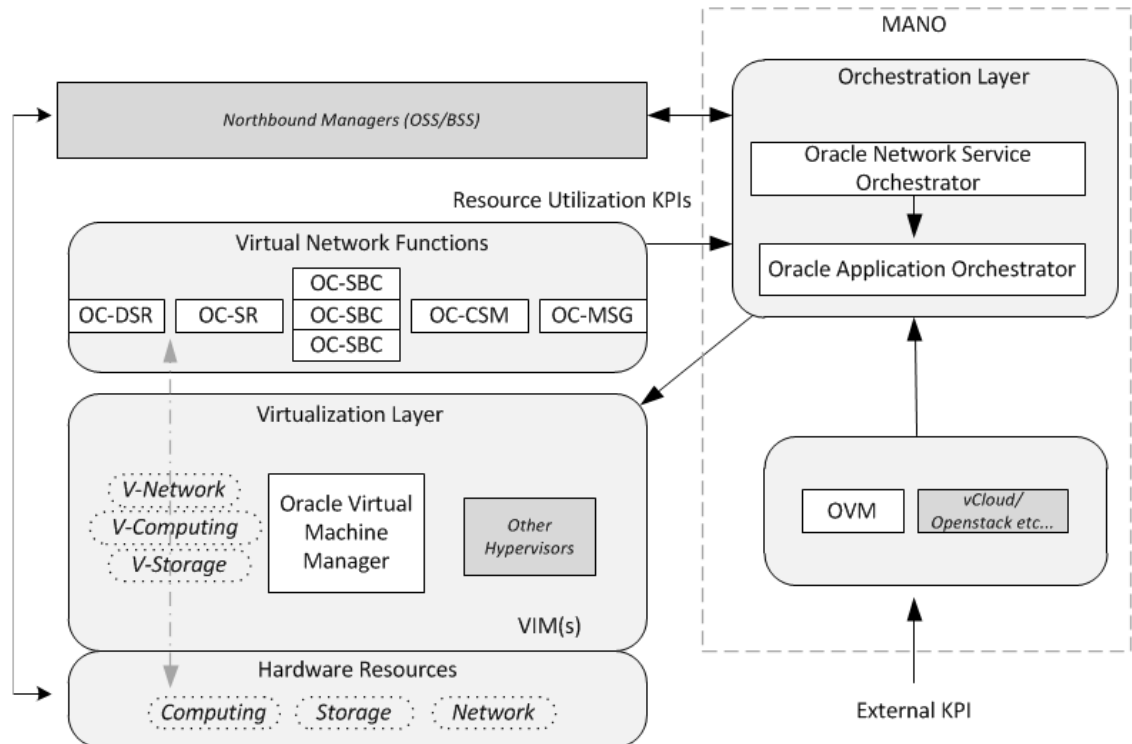 MANO
Orchestration Layer
Northbound Managers (OSS/BSS)
Oracle Network Service
Orchestrator
Resource Utilization KPIs
Oracle Application Orchestrator
Virtual Network Functions
OC-DSR
OC-SR
OC-SBC
OC-SBC
OC-SBC
OC-CSM
OC-MSG
Virtualization Layer
V-Network
V-Computing
V-Storage
Oracle Virtual
Machine
Manager
Other
Hypervisors
VIM(s)
OVM
vCloud/
Openstack etc...
Hardware Resources
Computing
Storage
Network
External KPI